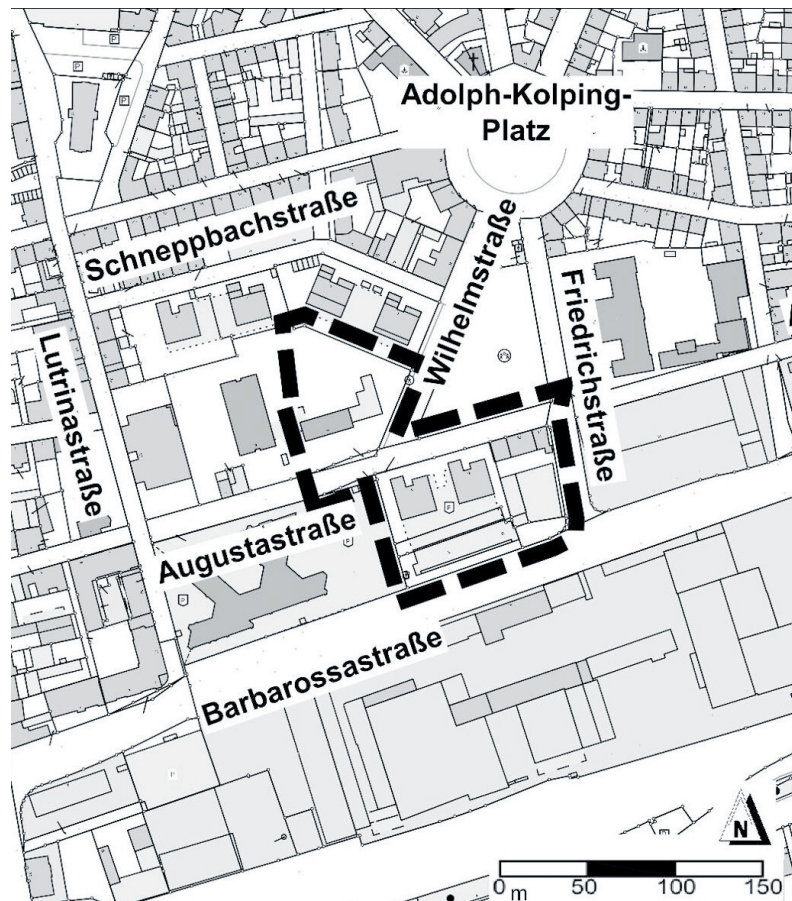 Adolph-Kolping-
Platz
Schneppbachstraße
Wilhelmstraße
Friedrichstraße
Lutrinastraße
Augustastraße
Barbarossastraße
N
0 m 50 100 150